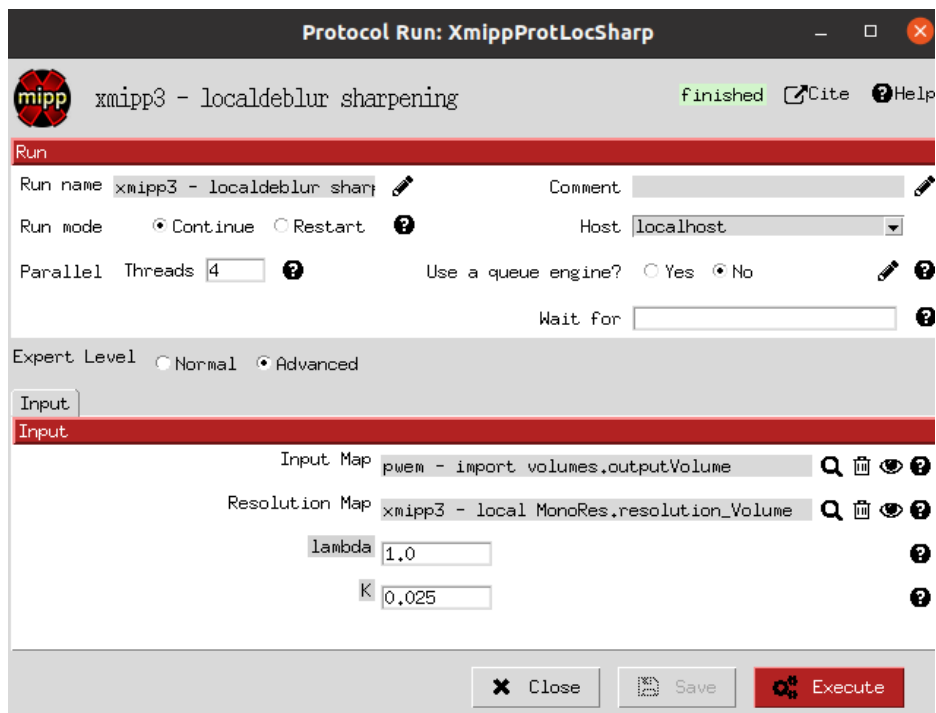 Protocol Run: XmippProtLocSharp
mipp xmipp3 - localdeblur sharpening finished Cite Help
Run
Run name xmipp3 - localdeblur shar Comment
Run mode Continue Restart Host localhost
Parallel Threads 4 Use a queue engine? Yes No
Wait for
Expert Level Normal Advanced
Input
Input
Input Map pwem - import volumes.outputVolume
Resolution Map xmipp3 - local MonoRes.resolution_Volume
lambda 1.0
K 0.025
Close Save Execute